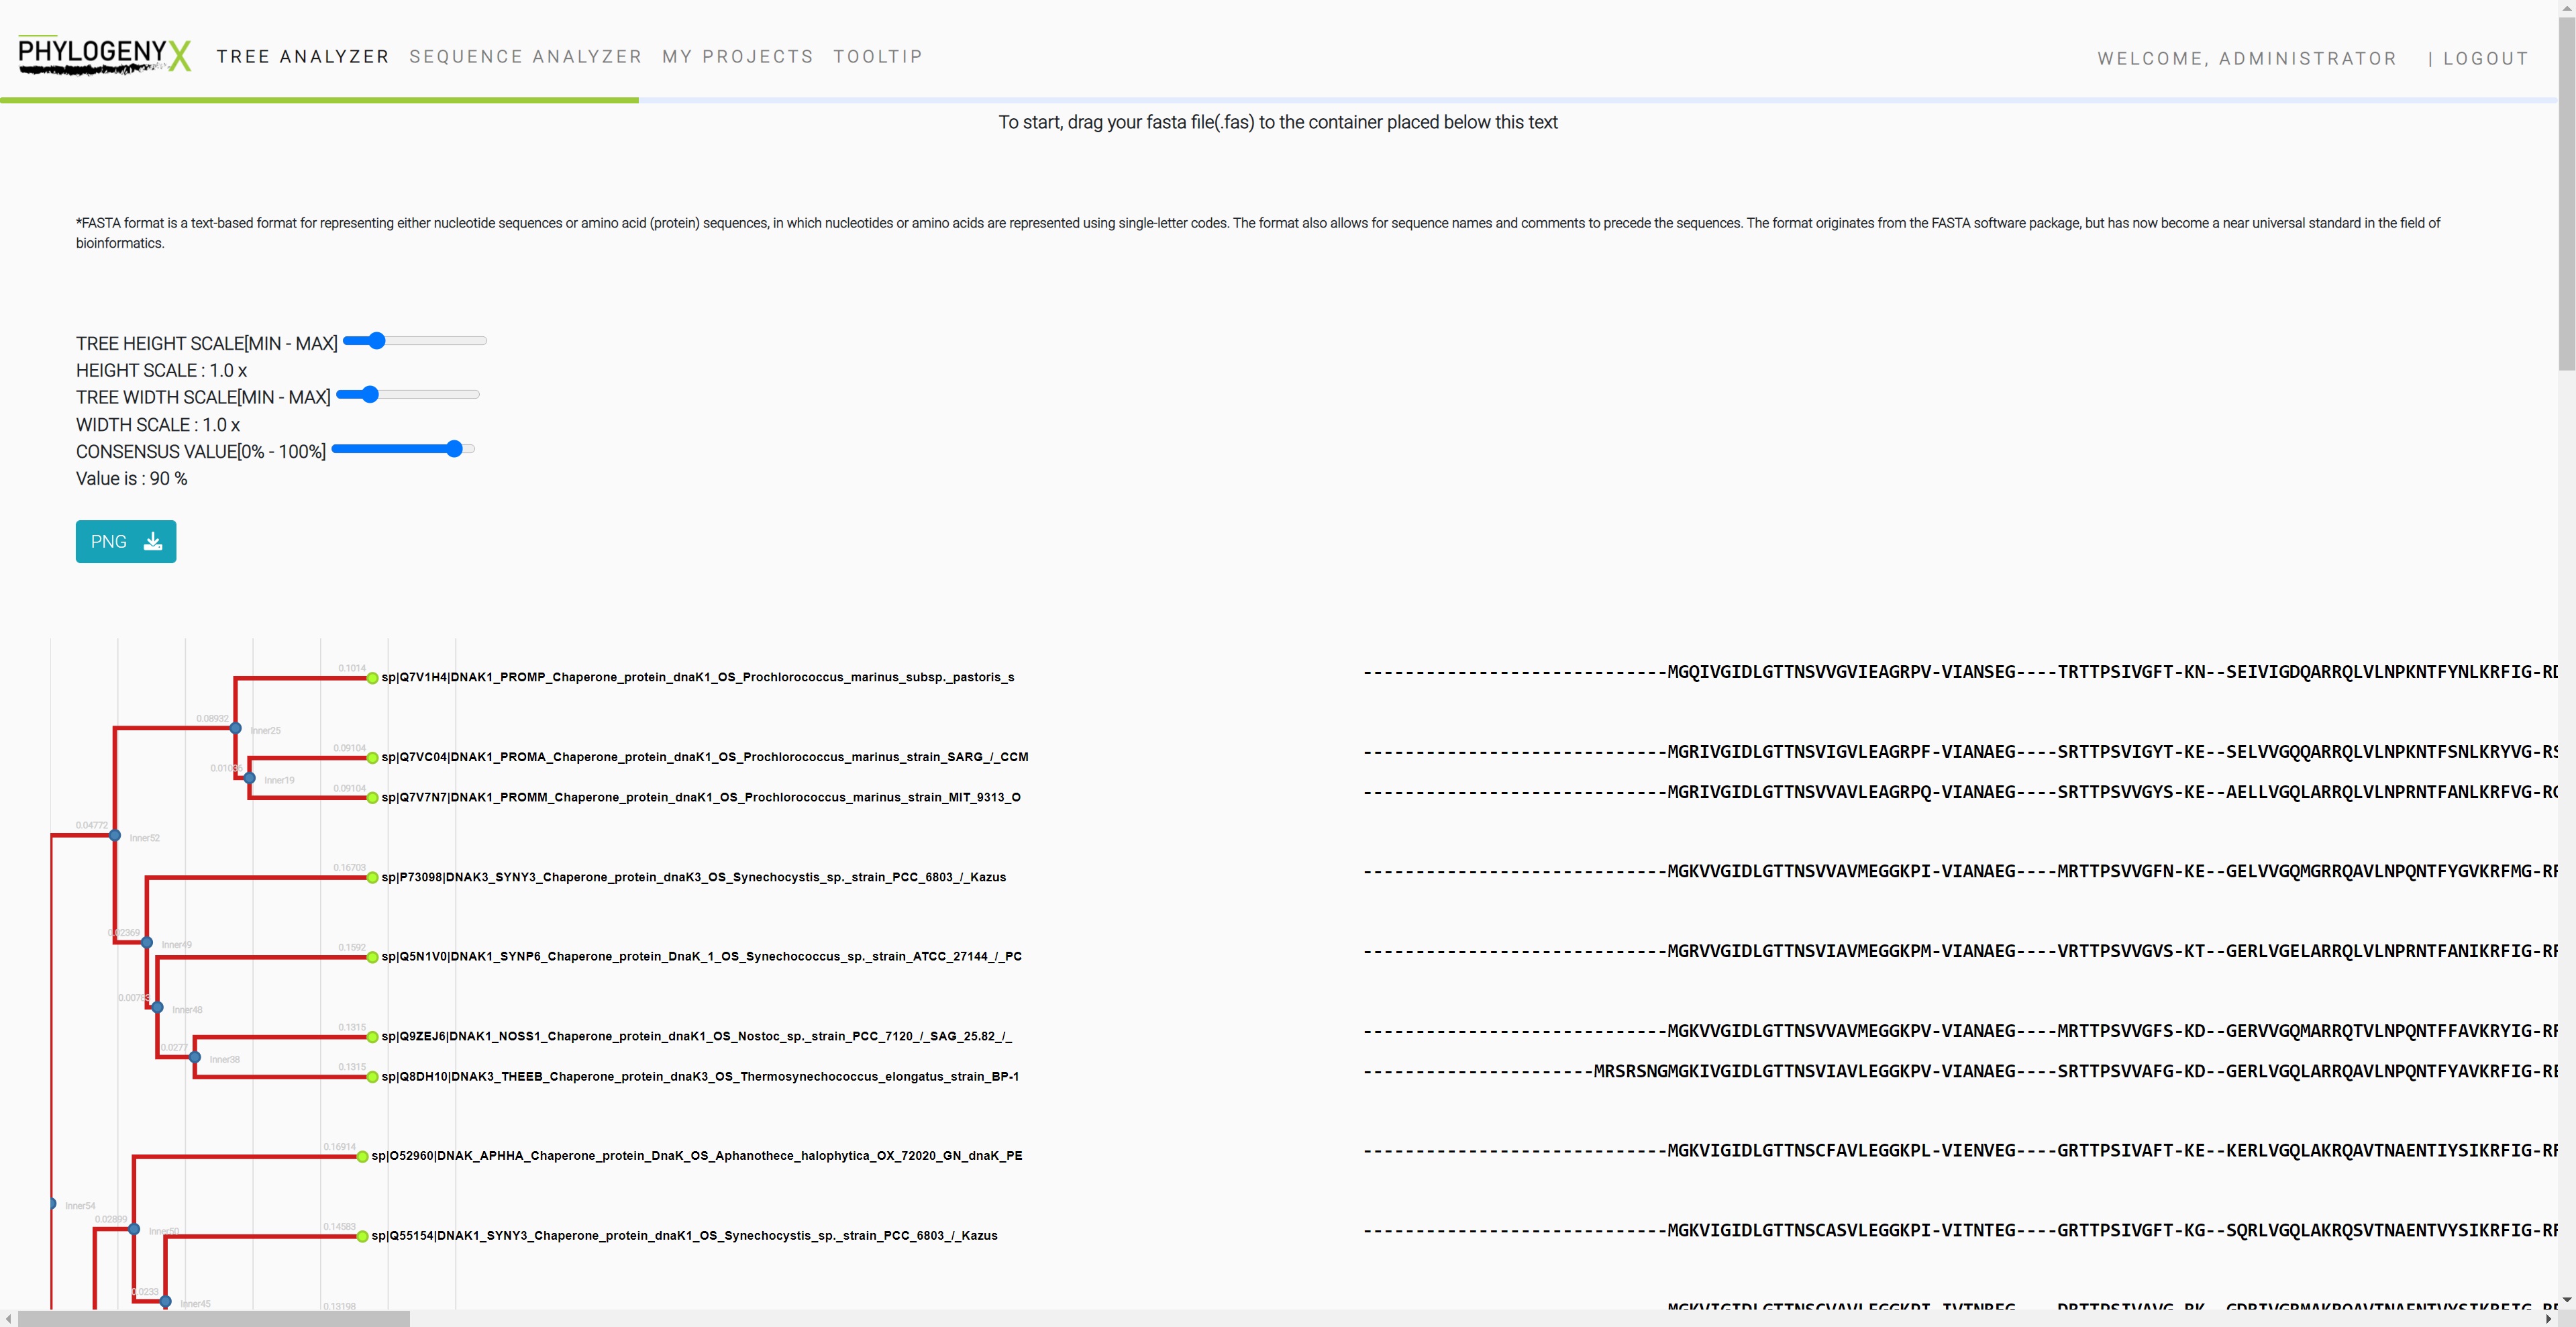 PHYLOGENYX TREE ANALYZER SEQUENCE ANALYZER MY PROJECTS TOOLTIP WELCOME, ADMINISTRATOR | LOGOUT
To start, drag your fasta file(.fas) to the container placed below this text
*FASTA format is a text-based format for representing either nucleotide sequences or amino acid (protein) sequences, in which nucleotides or amino acids are represented using single-letter codes. The format also allows for sequence names and comments to precede the sequences. The format originates from the FASTA software package, but has now become a near universal standard in the field of
bioinformatics.
TREE HEIGHT SCALE[MIN - MAX]
HEIGHT SCALE : 1.0 x
TREE WIDTH SCALE[MIN - MAX]
WIDTH SCALE : 1.0 x
CONSENSUS VALUE[0% - 100%]
Value is : 90 %
PNG
0.1014
sp|Q7V1H4|DNAK1_PROMP_Chaperone_protein_dnaK1_OS_Prochlorococcus_marinus_subsp._pastoris_s -----------------------------MGQIVGIDLGTTNSVVGVIEAGRPV-VIANSEG----TRTTPSIVGFT-KN--SEIVIGDQARRQLVLNPKNTFYNLKRFIG-RD
0.08932
Inner25
0.09104
sp|Q7VC04|DNAK1_PROMA_Chaperone_protein_dnaK1_OS_Prochlorococcus_marinus_strain_SARG_/_CCM -----------------------------MGRIVGIDLGTTNSVIGVLEAGRPF-VIANAEG----SRTTPSVIGYT-KE--SELVVGQQARRQLVLNPKNTFSNLKRYVG-RS
Inner19
0.09104
sp|Q7V7N7|DNAK1_PROMM_Chaperone_protein_dnaK1_OS_Prochlorococcus_marinus_strain_MIT_9313_O -----------------------------MGRIVGIDLGTTNSVVAVLEAGRPQ-VIANAEG----SRTTPSVVGYS-KE--AELLVGQLARRQLVLNPRNTFANLKRFVG-R
0.04772
Inner52
0.16703
sp|P73098|DNAK3_SYNY3_Chaperone_protein_dnaK3_OS_Synechocystis_sp._strain_PCC_6803_/_Kazus -----------------------------MGKVVGIDLGTTNSVVAVMEGGKPI-VIANAEG----MRTTPSVVGFN-KE--GELVVGQMGRRQAVLNPQNTFYGVKRFMG-R
0.02369
Inner49
0.1592
sp|Q5N1V0|DNAK1_SYNP6_Chaperone_protein_DnaK_1_OS_Synechococcus_sp._strain_ATCC_27144_/_PC -----------------------------MGRVVGIDLGTTNSVIAVMEGGKPM-VIANAEG----VRTTPSVVGVS-KT--GERLVGELARRQLVLNPRNTFANIKRFIG-R
Inner48
0.1315
sp|Q9ZEJ6|DNAK1_NOSS1_Chaperone_protein_dnaK1_OS_Nostoc_sp._strain_PCC_7120_/_SAG_25.82_/_ -----------------------------MGKVVGIDLGTTNSVVAVMEGGKPV-VIANAEG----MRTTPSVVGFS-KD--GERVVGQMARRQTVLNPQNTFFAVKRYIG-R
0.0277
Inner38
0.1315
sp|Q8DH10|DNAK3_THEEB_Chaperone_protein_dnaK3_OS_Thermosynechococcus_elongatus_strain_BP-1 ----------------------MRSRSNGMGKIVGIDLGTTNSVIAVLEGGKPV-VIANAEG----SRTTPSVVAFG-KD--GERLVGQLARRQAVLNPQNTFYAVKRFIG-R
0.16914
sp|O52960|DNAK_APHHA_Chaperone_protein_DnaK_OS_Aphanothece_halophytica_OX_72020_GN_dnaK_PE -----------------------------MGKVIGIDLGTTNSCFAVLEGGKPL-VIENVEG----GRTTPSIVAFT-KE--KERLVGQLAKRQAVTNAENTIYSIKRFIG-R
Inner54
0.02899
Inner50
0.14583
sp|Q55154|DNAK1_SYNY3_Chaperone_protein_dnaK1_OS_Synechocystis_sp._strain_PCC_6803_/_Kazus -----------------------------MGKVIGIDLGTTNSCASVLEGGKPI-VITNTEG----GRTTPSIVGFT-KG--SQRLVGQLAKRQSVTNAENTVYSIKRFIG-R
0.0233
Inner45
0.13198